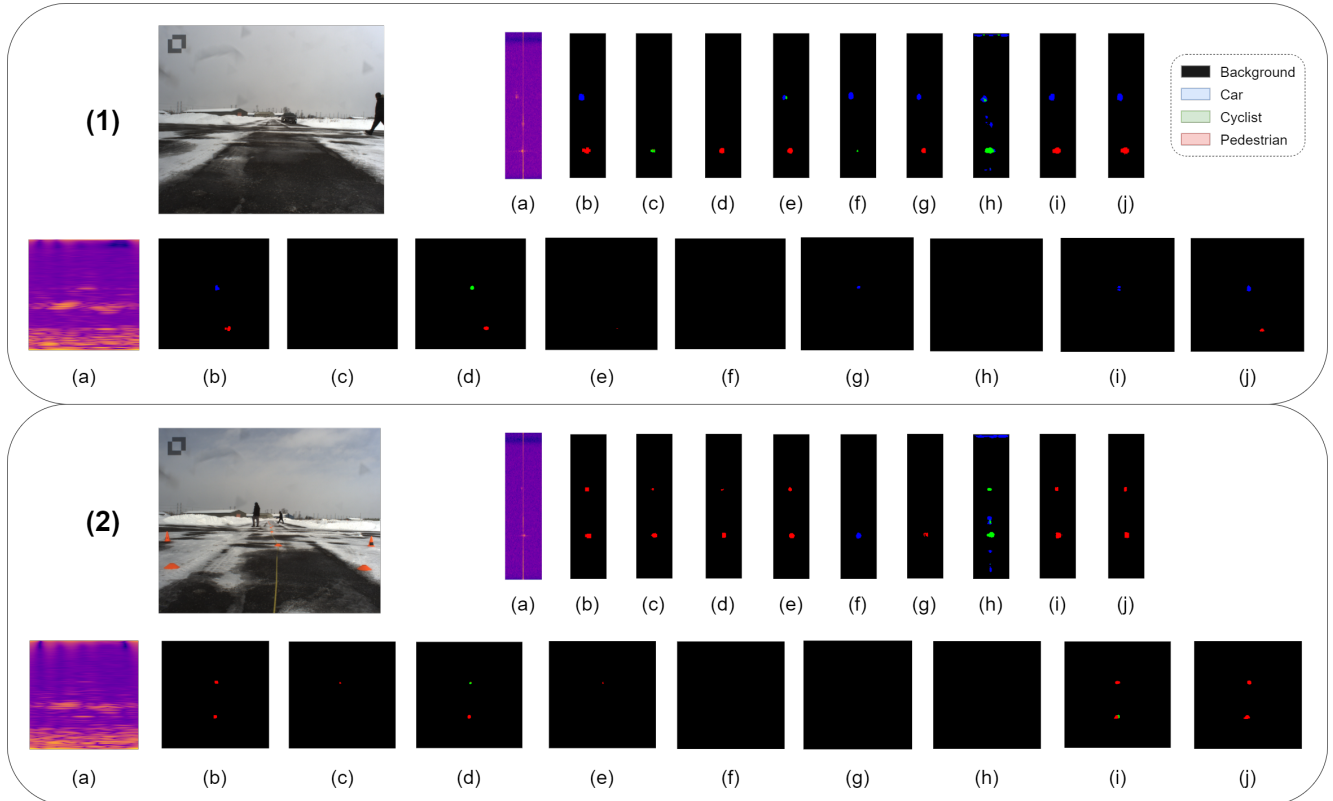 (1)
Background
Car
Cyclist
Pedestrian
(a) (b) (c) (d) (e) (f) (g) (h) (i) (j)
(a) (b) (c) (d) (e) (f) (g) (h) (i) (j)
(2)
(a) (b) (c) (d) (e) (f) (g) (h) (i) (j)
(a) (b) (c) (d) (e) (f) (g) (h) (i) (j)